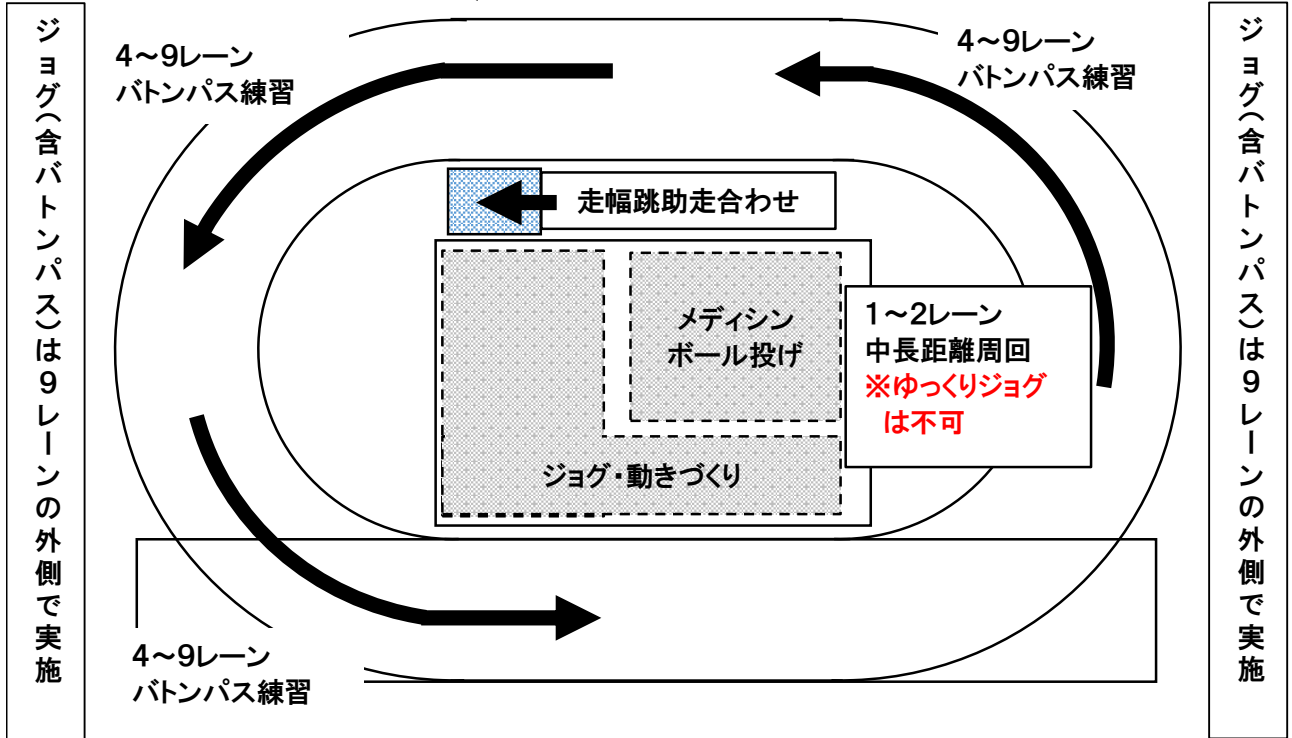 ジョグ(含バトンパス)は9レーンの外側で実施
4~9レーン
バトンパス練習
4~9レーン
バトンパス練習
走幅跳助走合わせ
メディシン
ボール投げ
1~2レーン
中長距離周回
※ゆっくりジョグ
は不可
ジョグ・動きづくり
4~9レーン
バトンパス練習
ジョグ(含バトンパス)は9レーンの外側で実施